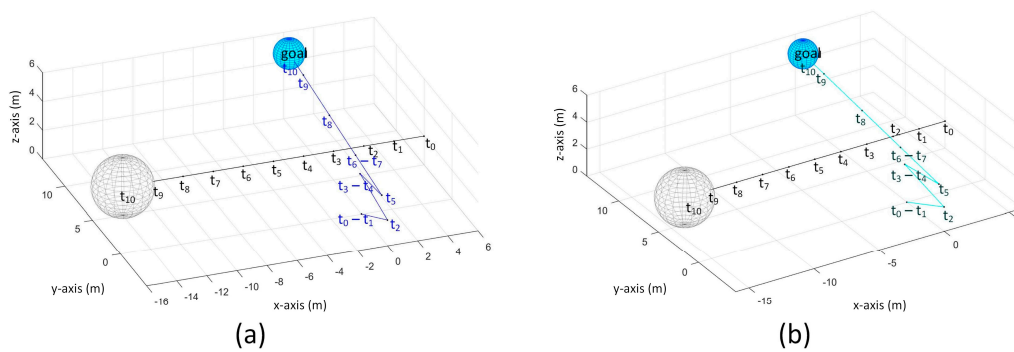 goal
t10
t9
t8
t6 – t7
t3 – t4
t5
t0 – t1
t2
t10
t9
t8
t7
t6
t5
t4
t3
t2
t1
t0
z-axis (m)
6
4
2
0
10
5
0
y-axis (m)
-16 -14 -12 -10 -8 -6 -4 -2 0 2 4 6
x-axis (m)
(a)
goal
t10
t9
t8
t6 – t7
t3 – t4
t5
t0 – t1
t2
t10
t9
t8
t7
t6
t5
t4
t3
t2
t1
t0
z-axis (m)
6
4
2
0
10
5
0
y-axis (m)
-15 -10 -5 0
x-axis (m)
(b)